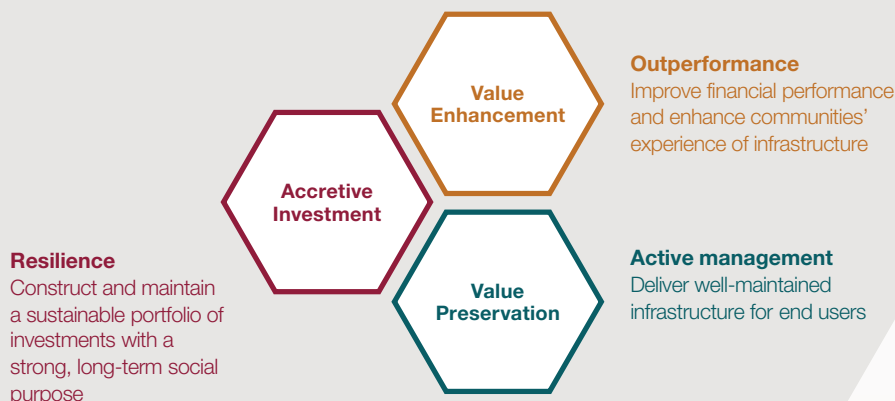 Value
Enhancement
Outperformance
Improve financial performance
and enhance communities’
experience of infrastructure
Accretive
Investment
Resilience
Construct and maintain
a sustainable portfolio of
investments with a
strong, long-term social
purpose
Value
Preservation
Active management
Deliver well-maintained
infrastructure for end users